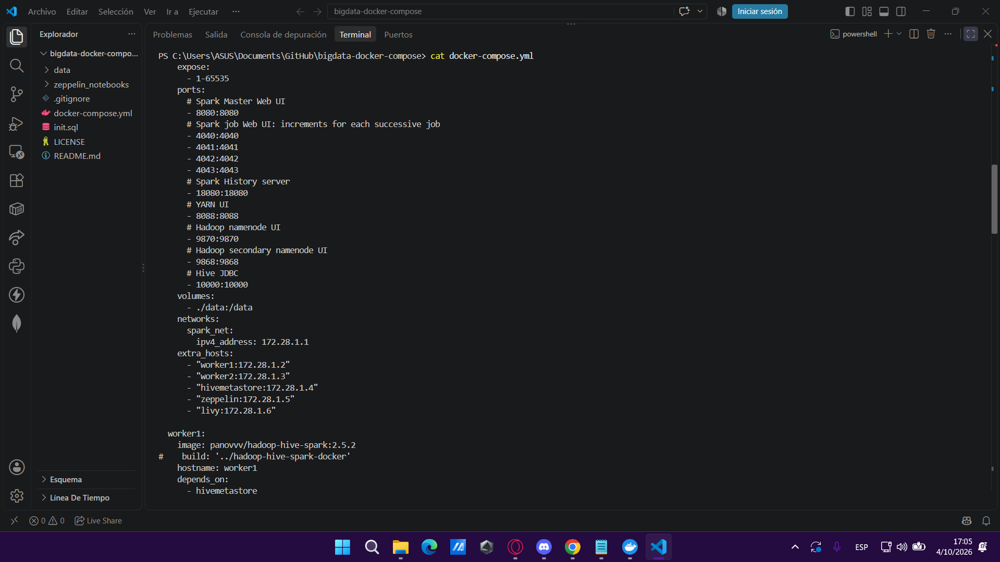 Archivo Editar Selección Ver Ir a Ejecutar ··· bigdata-docker-compose Iniciar sesión
Explorador ···
bigdata-docker-compo...
data
zeppelin_notebooks
.gitignore
docker-compose.yml
init.sql
LICENSE
README.md
Esquema
Línea De Tiempo
Problemas Salida Consola de depuración Terminal Puertos powershell
PS C:\Users\ASUS\Documents\GitHub\bigdata-docker-compose> cat docker-compose.yml
    expose:
      - 1-65535
    ports:
      # Spark Master Web UI
      - 8080:8080
      # Spark job Web UI: increments for each successive job
      - 4040:4040
      - 4041:4041
      - 4042:4042
      - 4043:4043
      # Spark History server
      - 18080:18080
      # YARN UI
      - 8088:8088
      # Hadoop namenode UI
      - 9870:9870
      # Hadoop secondary namenode UI
      - 9868:9868
      # Hive JDBC
      - 10000:10000
    volumes:
      - ./data:/data
    networks:
      spark_net:
        ipv4_address: 172.28.1.1
    extra_hosts:
      - "worker1:172.28.1.2"
      - "worker2:172.28.1.3"
      - "hivemetastore:172.28.1.4"
      - "zeppelin:172.28.1.5"
      - "livy:172.28.1.6"
  worker1:
    image: panovvv/hadoop-hive-spark:2.5.2
#    build: '../hadoop-hive-spark-docker'
    hostname: worker1
    depends_on:
      - hivemetastore
0 0 Live Share
ESP
17:05
4/10/2026